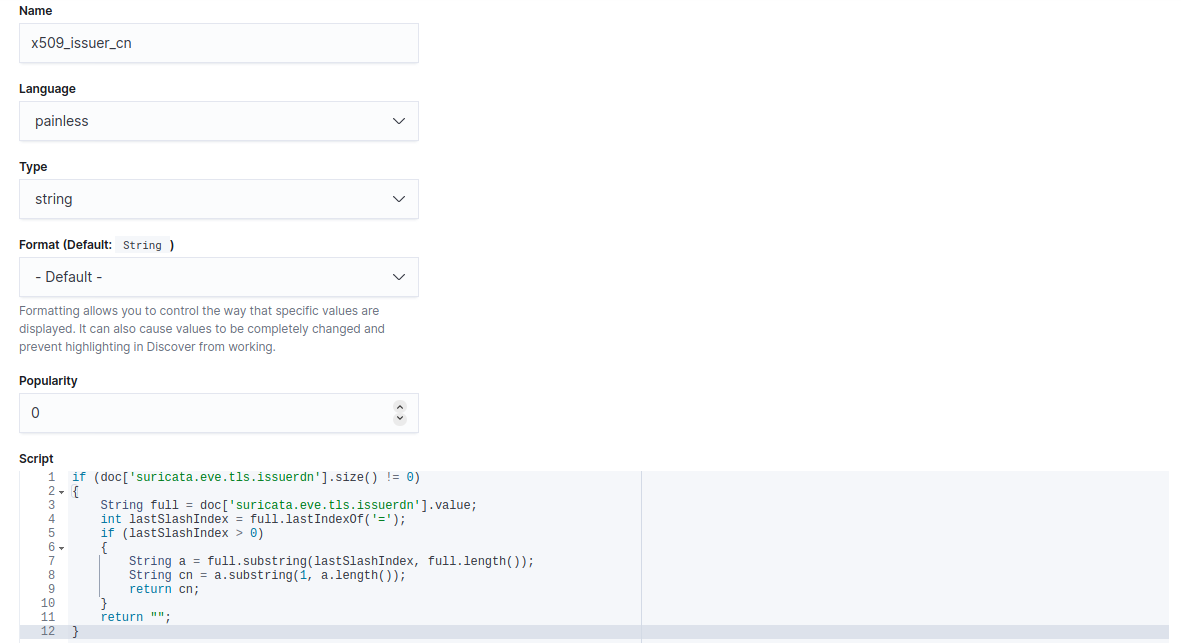 Name
x509_issuer_cn
Language
painless
Type
string
Format (Default: String )
- Default -
Formatting allows you to control the way that specific values are
displayed. It can also cause values to be completely changed and
prevent highlighting in Discover from working.
Popularity
0
Script
1 if (doc['suricata.eve.tls.issuerdn'].size() != 0)
2 {
3     String full = doc['suricata.eve.tls.issuerdn'].value;
4     int lastSlashIndex = full.lastIndexOf('=');
5     if (lastSlashIndex > 0)
6     {
7         String a = full.substring(lastSlashIndex, full.length());
8         String cn = a.substring(1, a.length());
9         return cn;
10     }
11     return "";
12 }